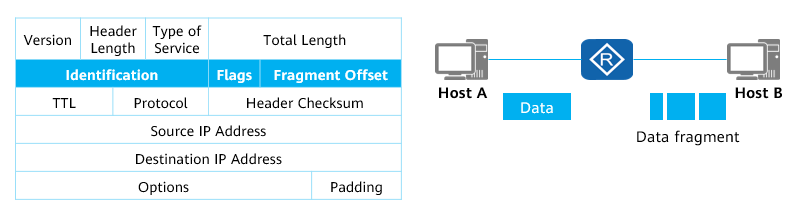 Version Header Length Type of Service Total Length
Identification Flags Fragment Offset
TTL Protocol Header Checksum
Source IP Address
Destination IP Address
Options Padding
R
Host A Host B
Data
Data fragment